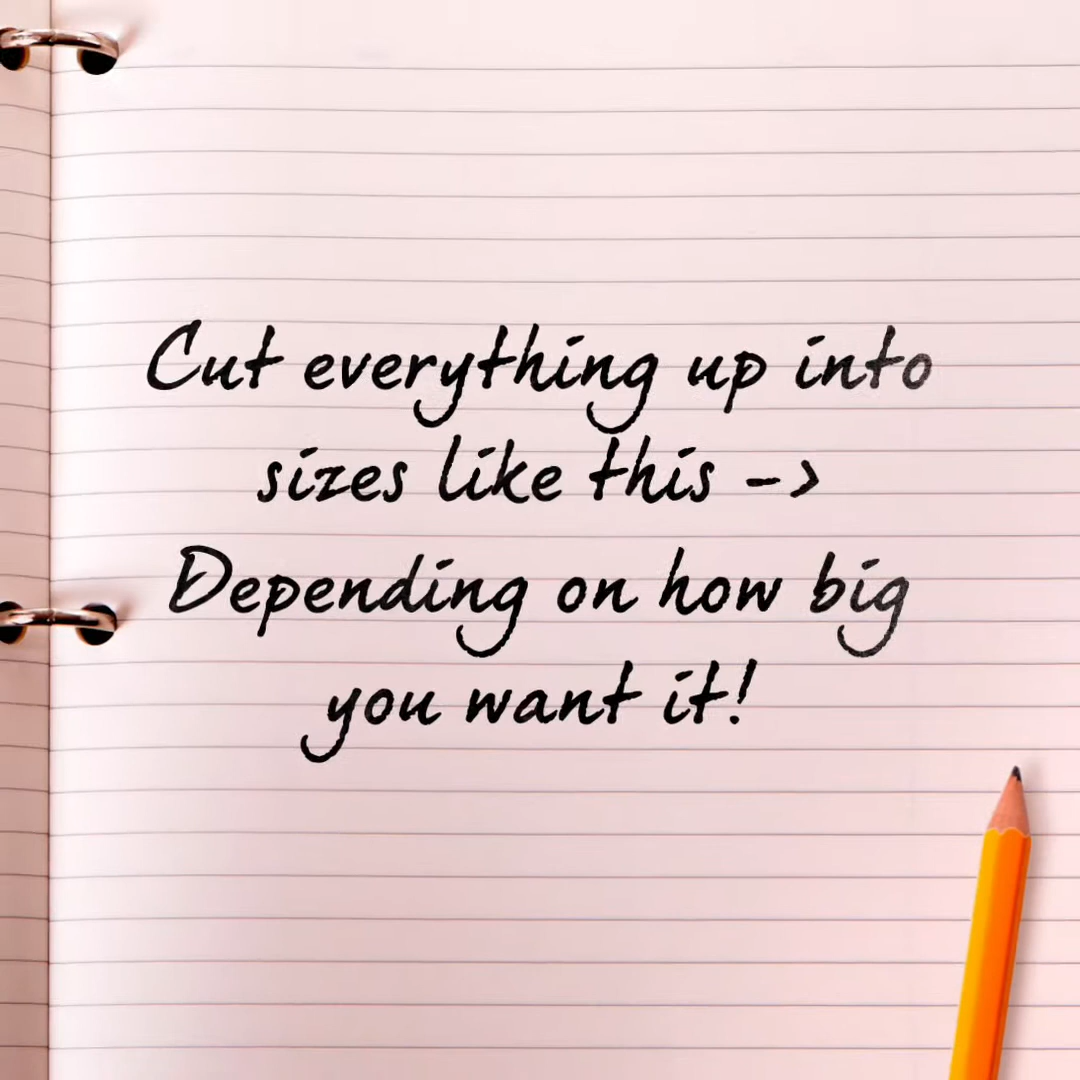 Cut everything up into
sizes like this ->
Depending on how big
you want it!